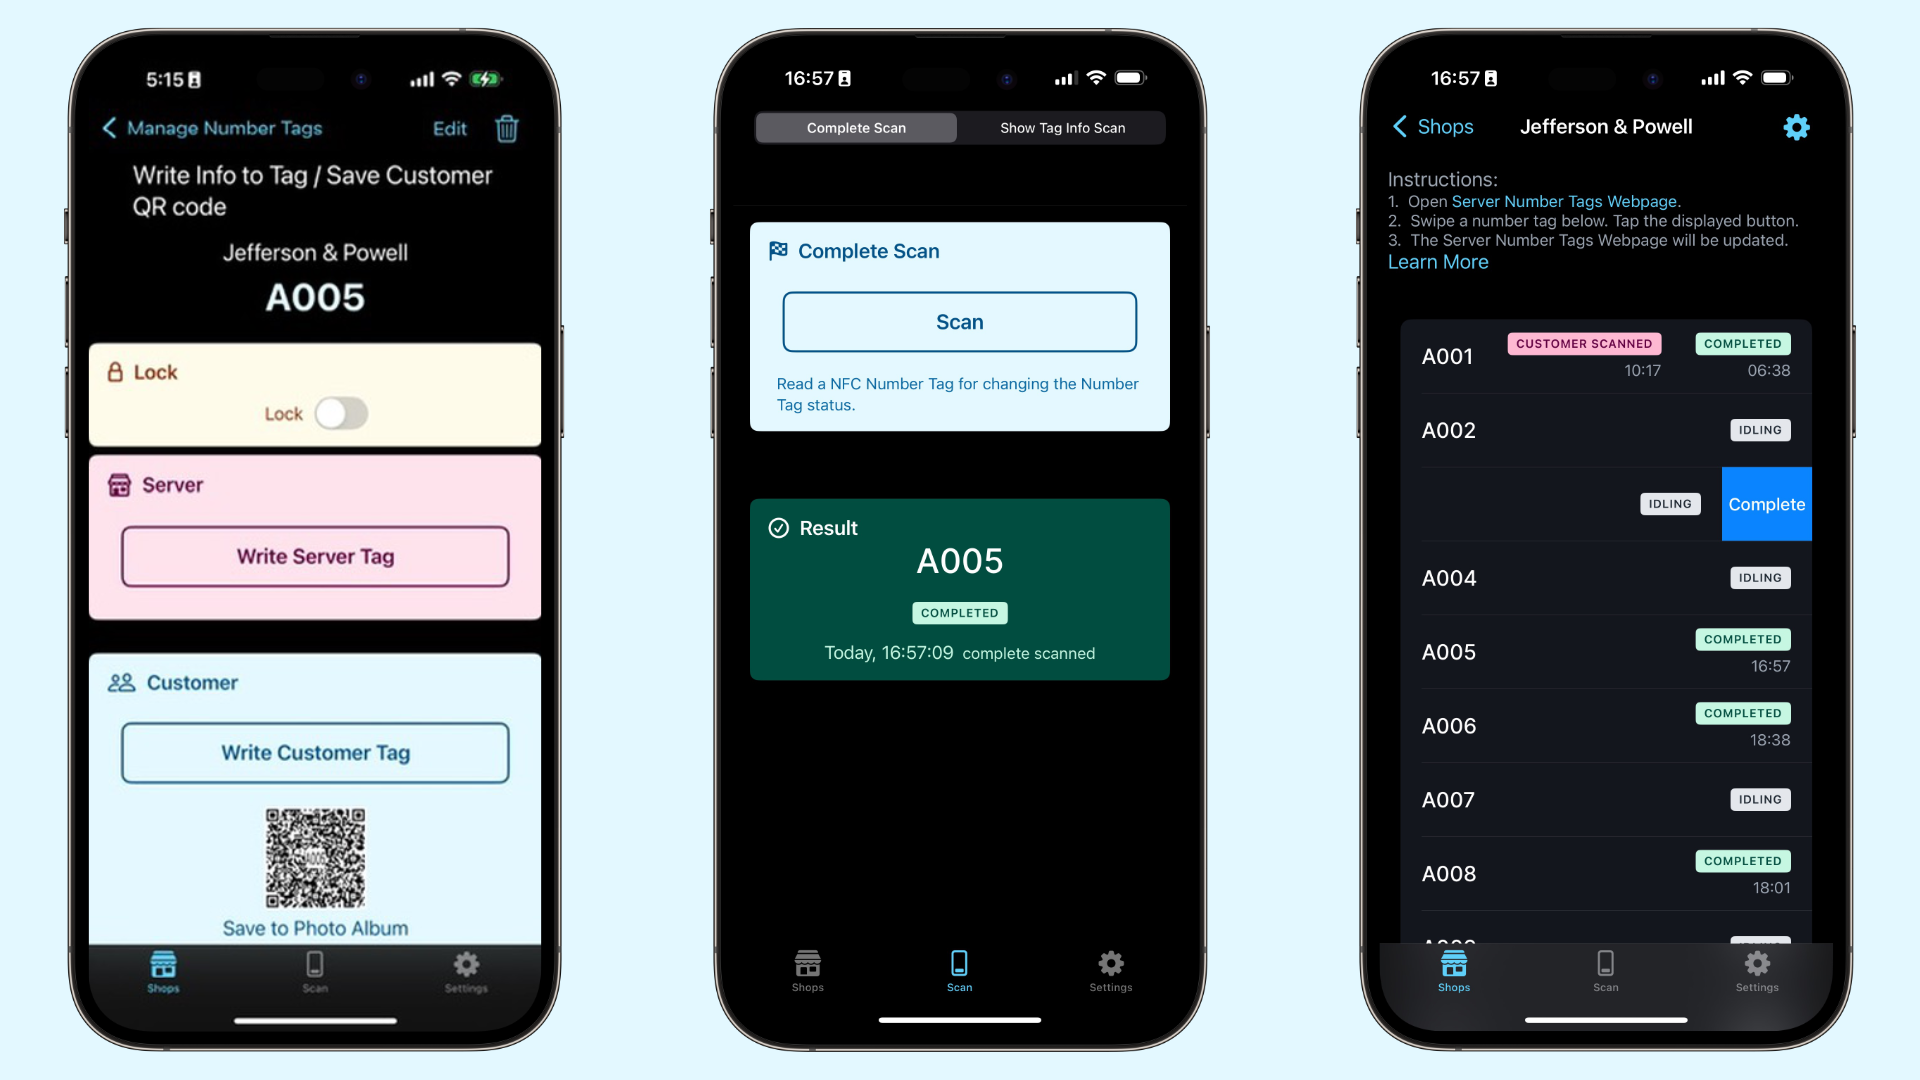 5:15
Manage Number Tags
Edit
Write Info to Tag / Save Customer
QR code
Jefferson & Powell
A005
Lock
Lock
Server
Write Server Tag
Customer
Write Customer Tag
A005
Save to Photo Album
Shops
Scan
Settings
16:57
Complete Scan
Show Tag Info Scan
Complete Scan
Scan
Read a NFC Number Tag for changing the Number
Tag status.
Result
A005
COMPLETED
Today, 16:57:09 complete scanned
Shops
Scan
Settings
16:57
Shops
Jefferson & Powell
Instructions:
1. Open Server Number Tags Webpage.
2. Swipe a number tag below. Tap the displayed button.
3. The Server Number Tags Webpage will be updated.
Learn More
A001
CUSTOMER SCANNED
COMPLETED
10:17
06:38
A002
IDLING
IDLING
Complete
A004
IDLING
A005
COMPLETED
16:57
A006
COMPLETED
18:38
A007
IDLING
A008
COMPLETED
18:01
Shops
Scan
Settings